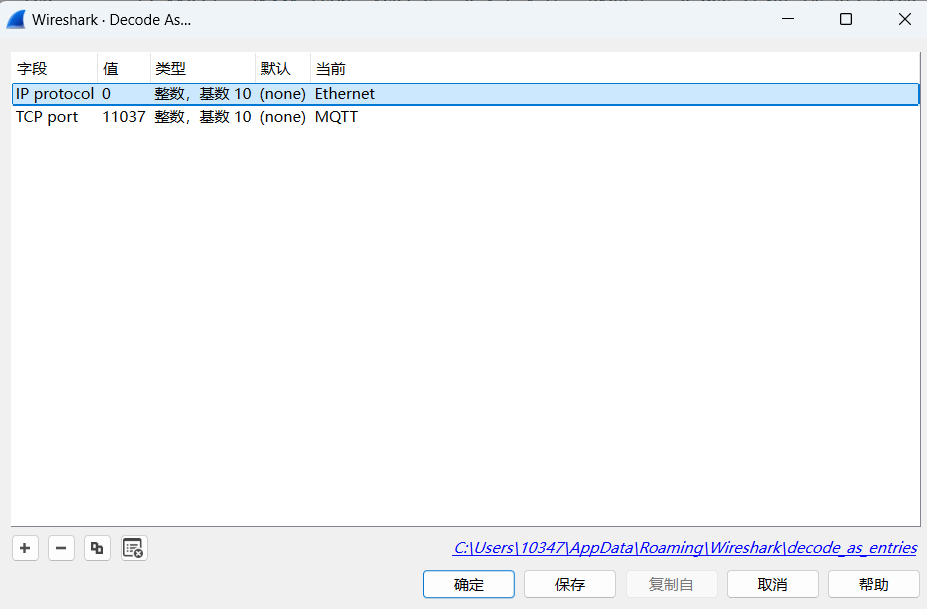 Wireshark · Decode As...
字段 值 类型 默认 当前
IP protocol 0 整数，基数 10 (none) Ethernet
TCP port 11037 整数，基数 10 (none) MQTT
C:\Users\10347\AppData\Roaming\Wireshark\decode_as_entries
确定 保存 复制自 取消 帮助